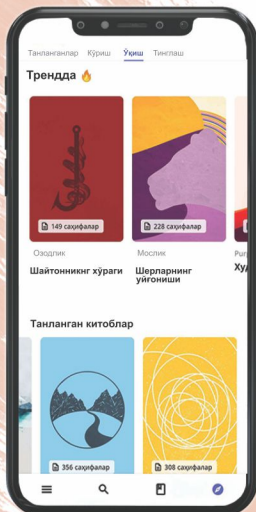 Танланганлар Кўриш Ўқиш Тинглаш
Трендда 🔥
149 саҳифалар
228 саҳифалар
Озодлик
Мослик
Шайтонникнг хўраги
Шерларнинг
уйғониши
Танланган китоблар
356 саҳифалар
308 саҳифалар